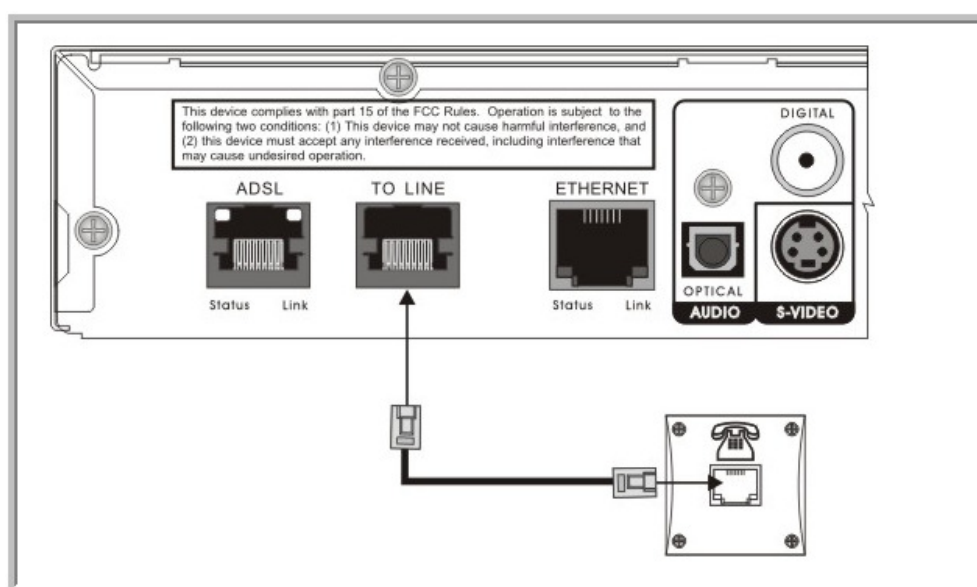 This device complies with part 15 of the FCC Rules. Operation is subject to the
following two conditions: (1) This device may not cause harmful interference, and
(2) this device must accept any interference received, including interference that
may cause undesired operation.
DIGITAL
ADSL
TO LINE
ETHERNET
Status Link
Status Link
OPTICAL
AUDIO
S-VIDEO